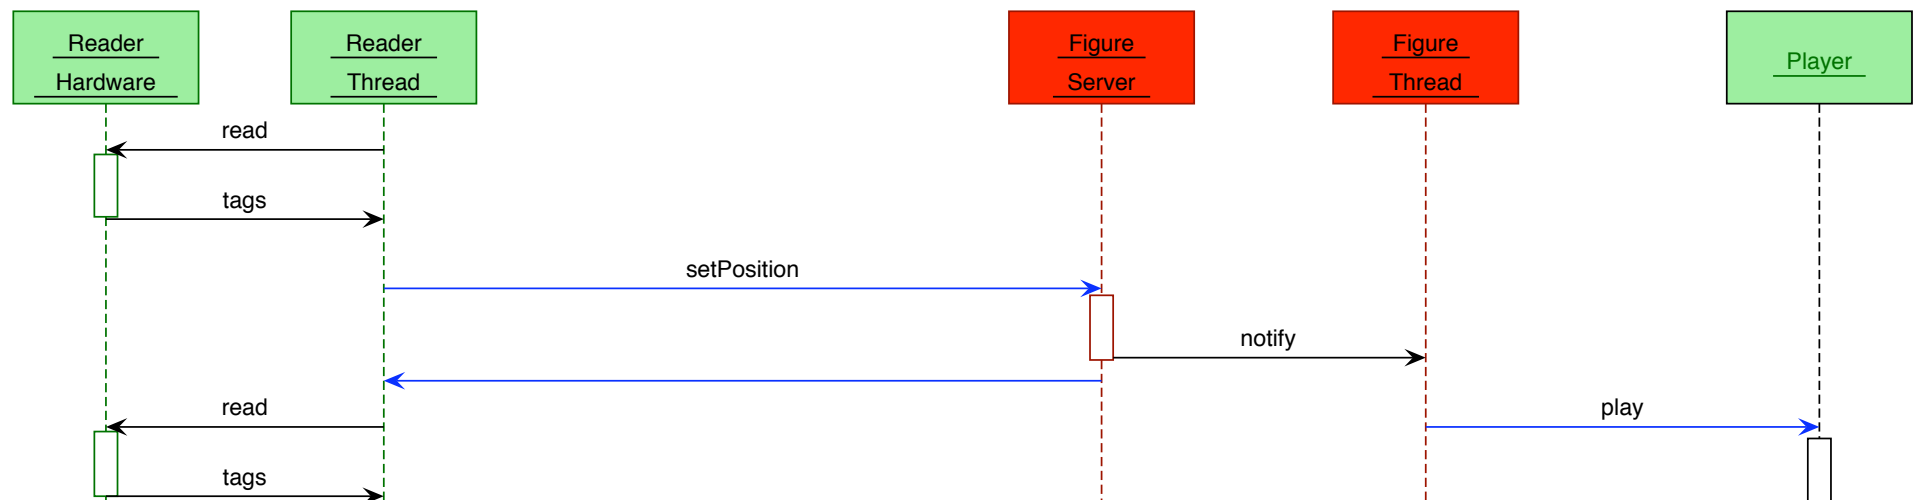 Reader
Hardware
Reader
Thread
Figure
Server
Figure
Thread
Player
read
tags
setPosition
notify
read
play
tags